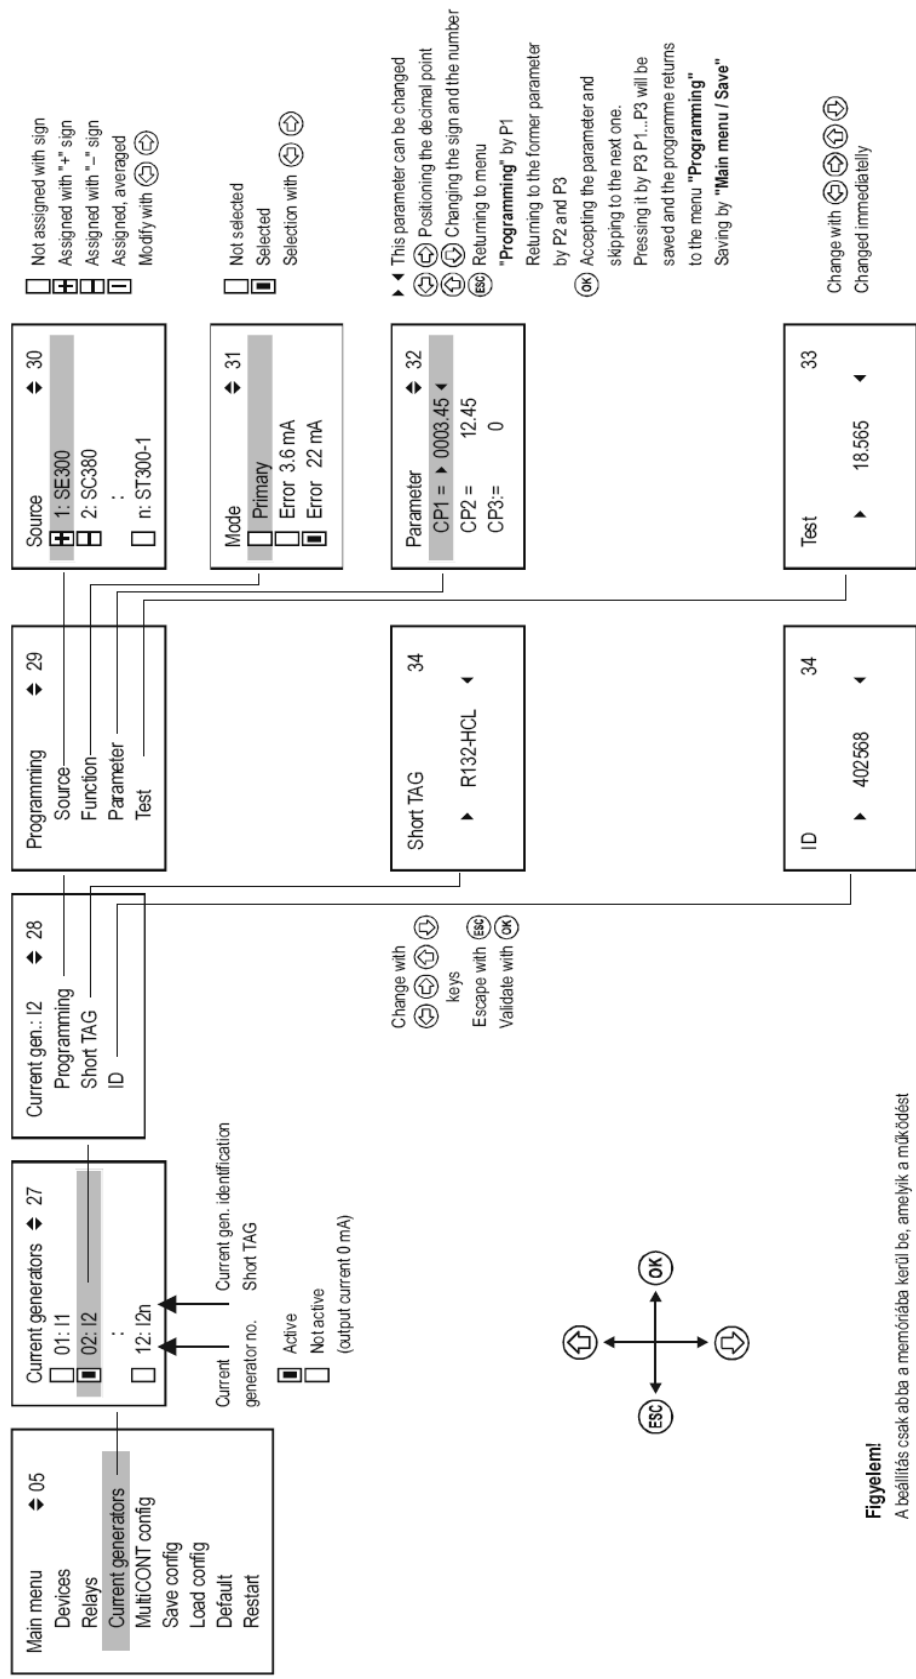 Main menu 05
Devices
Relays
Current generators
MultiCONT config
Save config
Load config
Default
Restart
Current generators 27
01: I1
02: I2
:
12: I2n
Current
generator no.
Current gen. identification
Short TAG
Active
Not active
(output current 0 mA)
Current gen.: I2 28
Programming
Short TAG
ID
Programming 29
Source
Function
Parameter
Test
Source 30
+ 1: SE300
2: SC380
:
n: ST300-1
Not assigned with sign
Assigned with "+" sign
Assigned with "–" sign
Assigned, averaged
Modify with
Mode 31
Primary
Error 3.6 mA
Error 22 mA
Not selected
Selected
Selection with
Parameter 32
CP1 = 0003.45
CP2 = 12.45
CP3:= 0
This parameter can be changed
Positioning the decimal point
Changing the sign and the number
ESC Returning to menu
"Programming" by P1
Returning to the former parameter
by P2 and P3
OK Accepting the parameter and
skipping to the next one.
Pressing it by P3 P1...P3 will be
saved and the programme returns
to the menu "Programming"
Saving by "Main menu / Save"
Short TAG 34
R132-HCL
Change with
keys
Escape with ESC
Validate with OK
Test 33
18.565
Change with
Changed immediatelly
ID 34
402568
ESC
OK
Figyelem!
A beállítás csak abba a memóriába kerül be, amelyik a működést